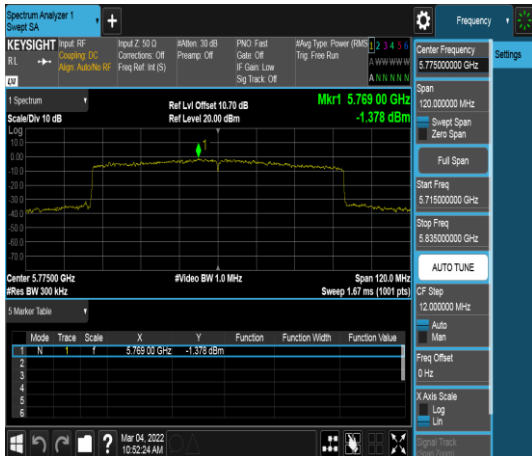 Spectrum Analyzer 1
Swept SA
+
Frequency
Settings
KEYSIGHT
RL
LXI
Input: RF
Coupling: DC
Align: Auto/No RF
Input Z: 50 Ω
Corrections: Off
Freq Ref: Int (S)
#Atten: 30 dB
Preamp: Off
PNO: Fast
Gate: Off
IF Gain: Low
Sig Track: Off
#Avg Type: Power (RMS)
Trig: Free Run
1 2 3 4 5 6
A W W W W W
A N N N N N
1 Spectrum
Scale/Div 10 dB
Ref Lvl Offset 10.70 dB
Ref Level 20.00 dBm
Mkr1 5.769 00 GHz
-1.378 dBm
Log
10.0
0.00
-10.0
-20.0
-30.0
-40.0
-50.0
-60.0
-70.0
1
Center 5.77500 GHz
#Res BW 300 kHz
#Video BW 1.0 MHz
Span 120.0 MHz
Sweep 1.67 ms (1001 pts)
5 Marker Table
Mode Trace Scale X Y Function Function Width Function Value
1 N 1 f 5.769 00 GHz -1.378 dBm
2
3
4
5
6
Mar 04, 2022
10:52:24 AM
Center Frequency
5.775000000 GHz
Span
120.000000 MHz
Swept Span
Zero Span
Full Span
Start Freq
5.715000000 GHz
Stop Freq
5.835000000 GHz
AUTO TUNE
CF Step
12.000000 MHz
Auto
Man
Freq Offset
0 Hz
X Axis Scale
Log
Lin
Signal Track
(Span Zoom)